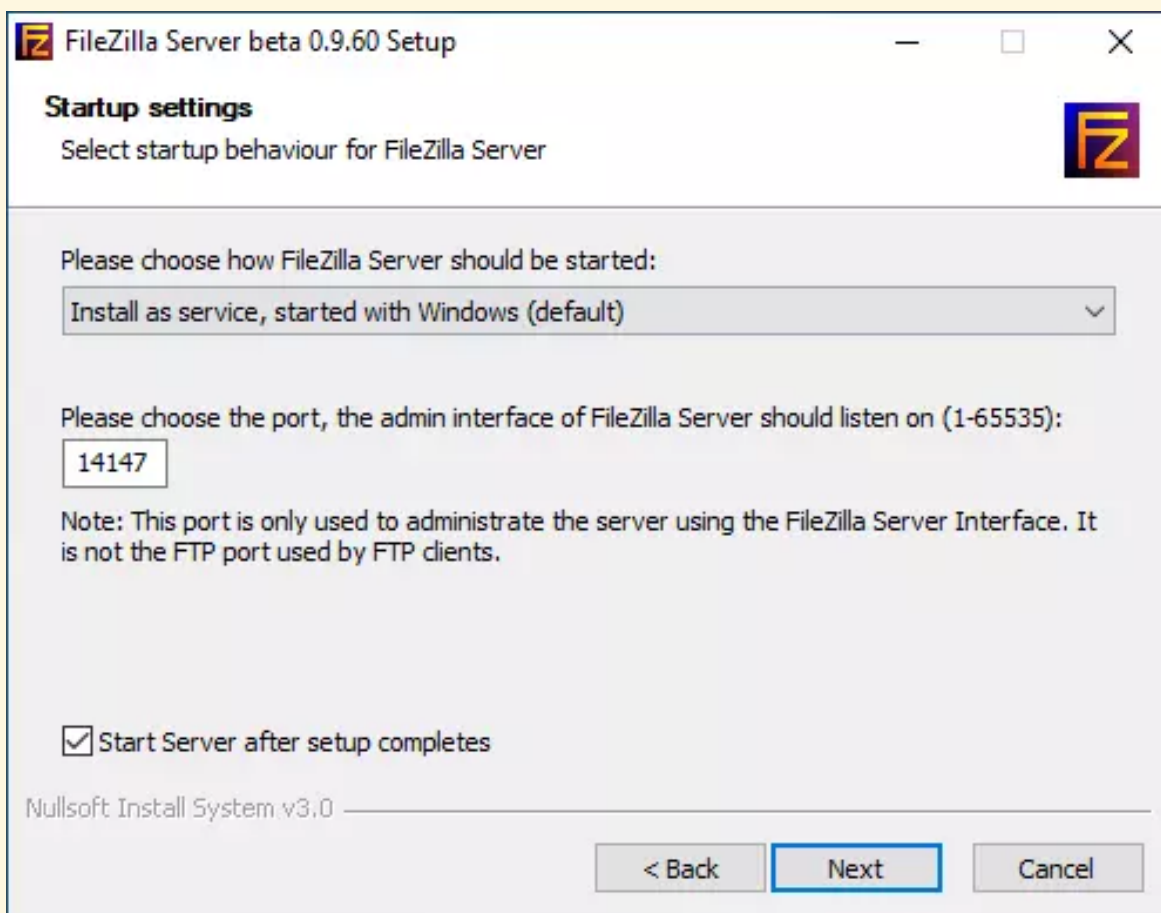 FileZilla Server beta 0.9.60 Setup
Startup settings
Select startup behaviour for FileZilla Server
Please choose how FileZilla Server should be started:
Install as service, started with Windows (default)
Please choose the port, the admin interface of FileZilla Server should listen on (1-65535):
14147
Note: This port is only used to administrate the server using the FileZilla Server Interface. It
is not the FTP port used by FTP clients.
Start Server after setup completes
Nullsoft Install System v3.0
< Back
Next
Cancel